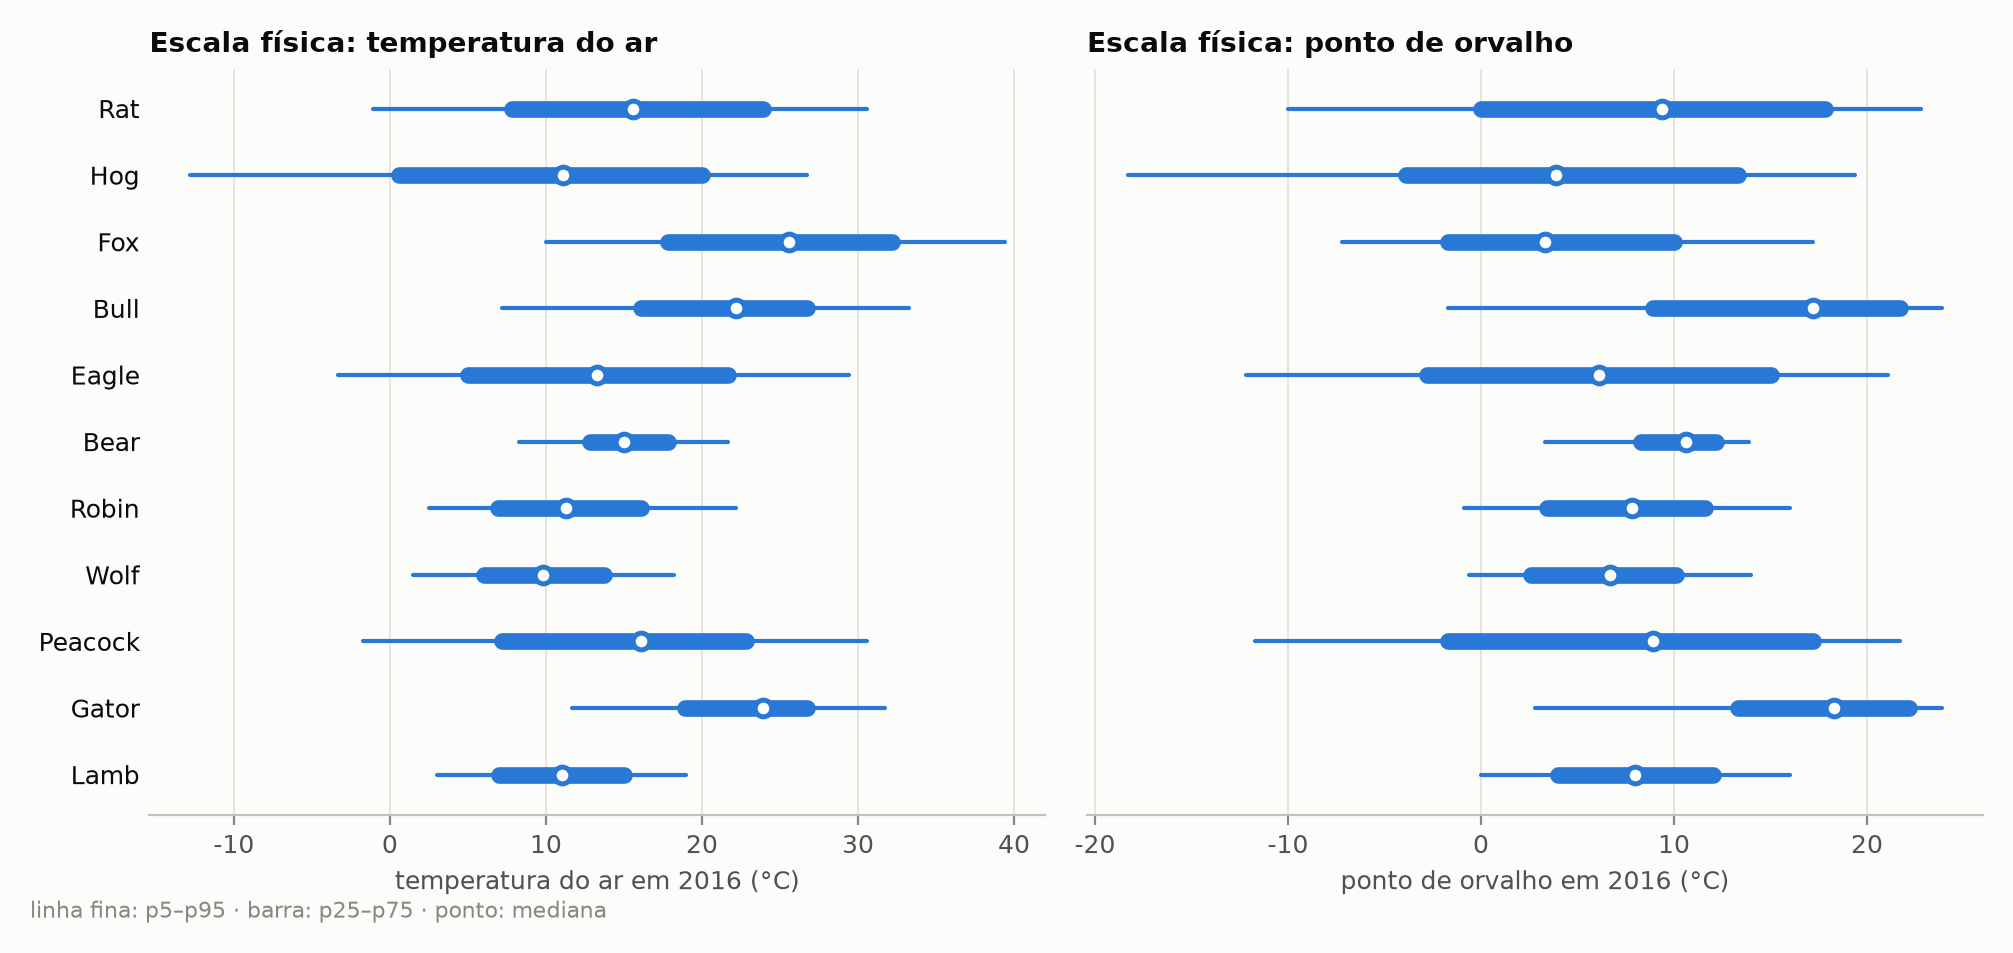 Escala física: temperatura do ar
Escala física: ponto de orvalho
Rat
Hog
Fox
Bull
Eagle
Bear
Robin
Wolf
Peacock
Gator
Lamb
-10 0 10 20 30 40
-20 -10 0 10 20
temperatura do ar em 2016 (°C)
ponto de orvalho em 2016 (°C)
linha fina: p5–p95 · barra: p25–p75 · ponto: mediana